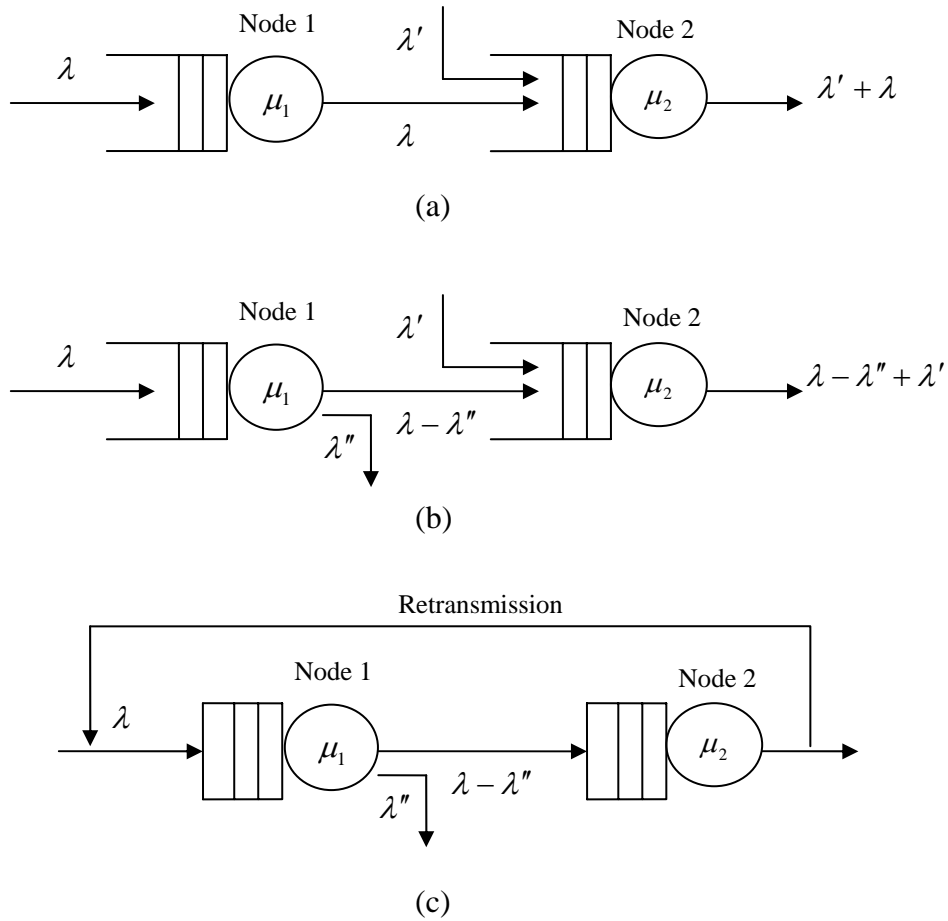 Node 1
λ′
Node 2
λ
μ₁
μ₂
λ′ + λ
λ
(a)
Node 1
λ′
Node 2
λ
μ₁
μ₂
λ − λ″ + λ′
λ − λ″
λ″
(b)
Retransmission
Node 1
Node 2
λ
μ₁
μ₂
λ − λ″
λ″
(c)